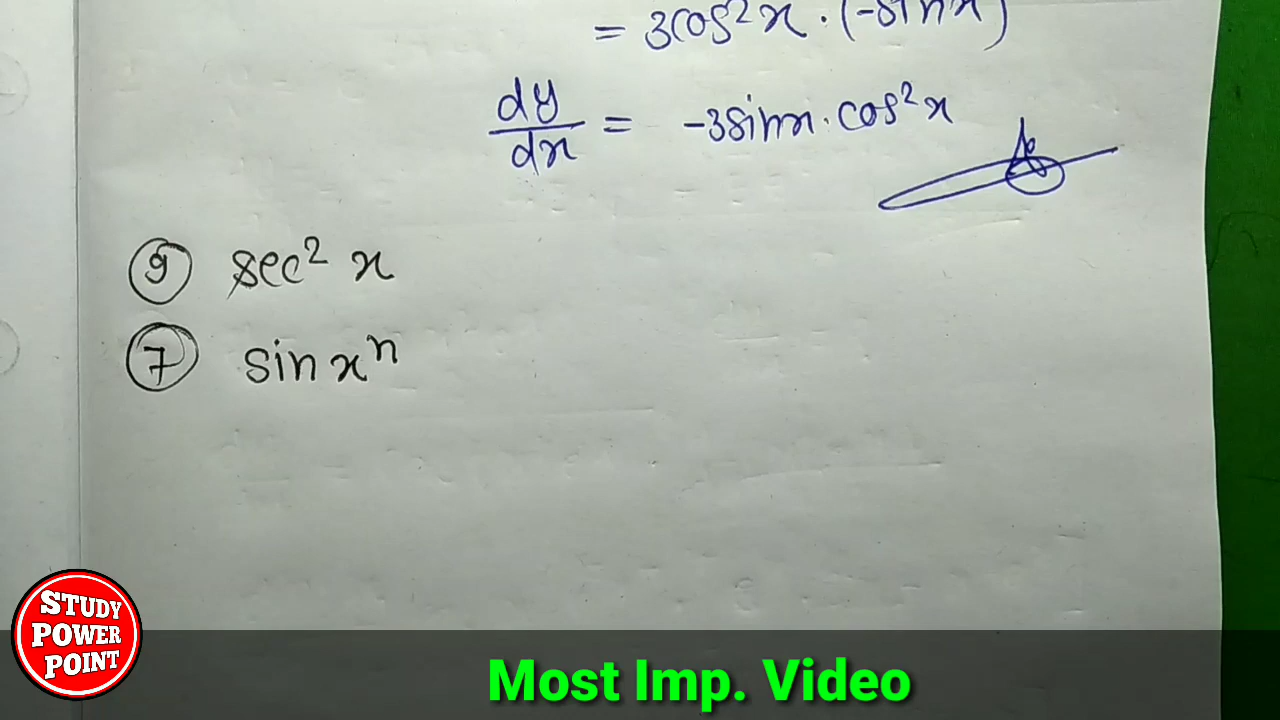 = 3cos²x · (-sinx)
dy/dx = -3sinx · cos²x
⑨ sec² x
⑦ sin xⁿ
STUDY
POWER
POINT
Most Imp. Video